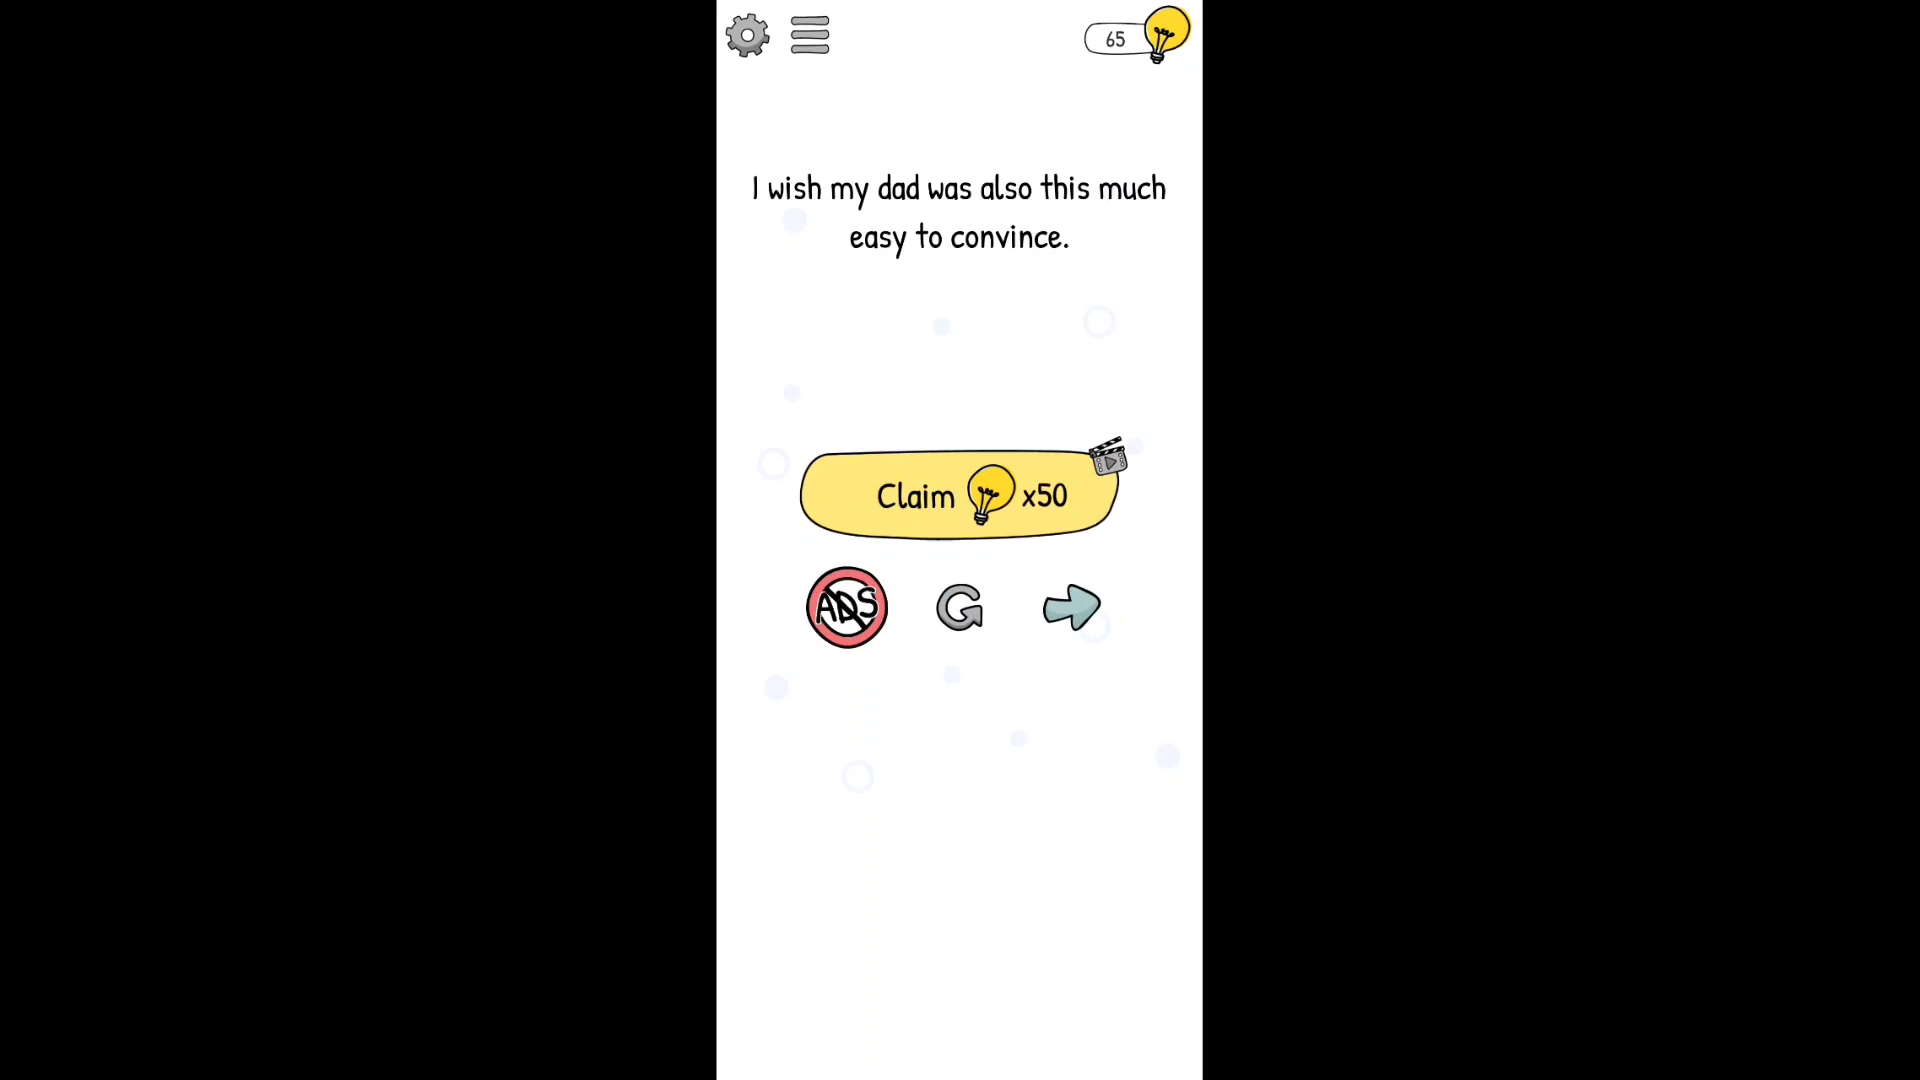 65
I wish my dad was also this much
easy to convince.
Claim x50
ADS